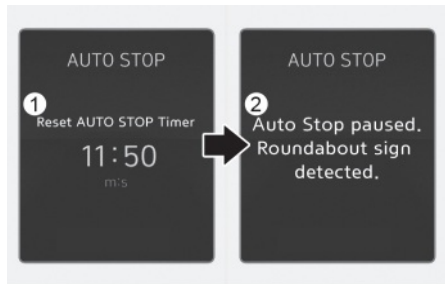 AUTO STOP
1
Reset AUTO STOP Timer
11:50
m:s
AUTO STOP
2
Auto Stop paused.
Roundabout sign
detected.